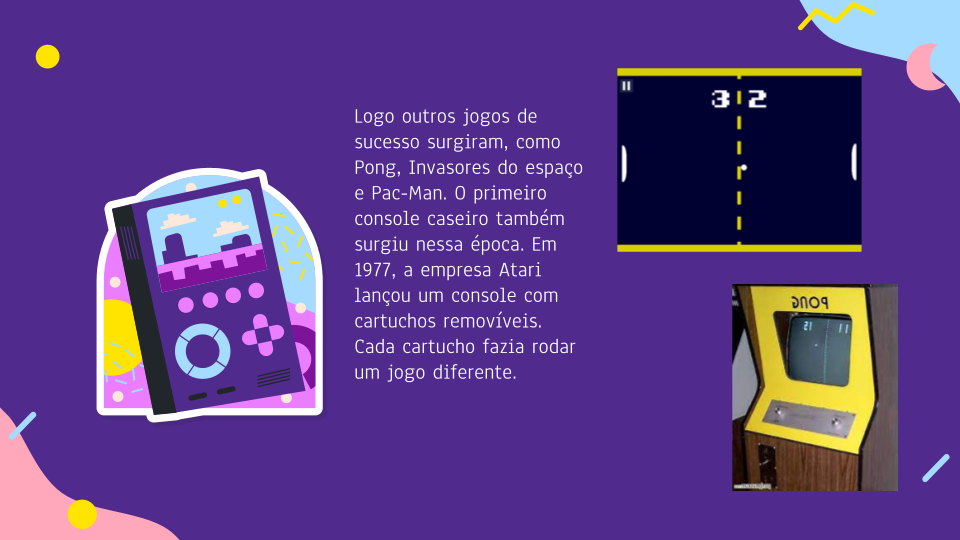 Logo outros jogos de
sucesso surgiram, como
Pong, Invasores do espaço
e Pac-Man. O primeiro
console caseiro também
surgiu nessa época. Em
1977, a empresa Atari
lançou um console com
cartuchos removíveis.
Cada cartucho fazia rodar
um jogo diferente.
3 2
PONG
15 11